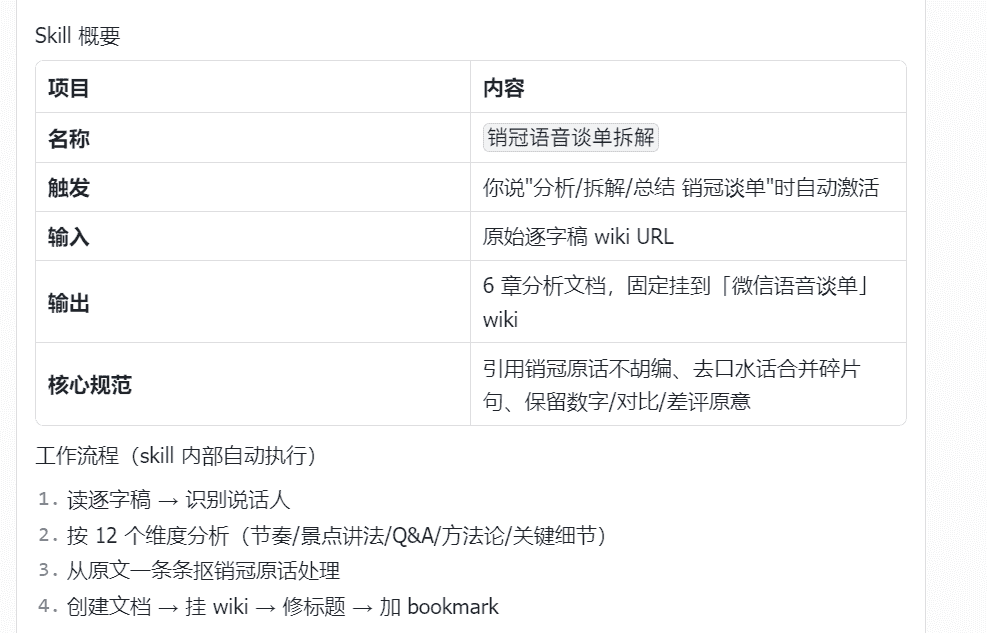 Skill 概要
项目 内容
名称 销冠语音谈单拆解
触发 你说"分析/拆解/总结 销冠谈单"时自动激活
输入 原始逐字稿 wiki URL
输出 6 章分析文档，固定挂到「微信语音谈单」
wiki
核心规范 引用销冠原话不胡编、去口水话合并碎片
句、保留数字/对比/差评原意
工作流程（skill 内部自动执行）
1. 读逐字稿 → 识别说话人
2. 按 12 个维度分析（节奏/景点讲法/Q&A/方法论/关键细节）
3. 从原文一条条抠销冠原话处理
4. 创建文档 → 挂 wiki → 修标题 → 加 bookmark